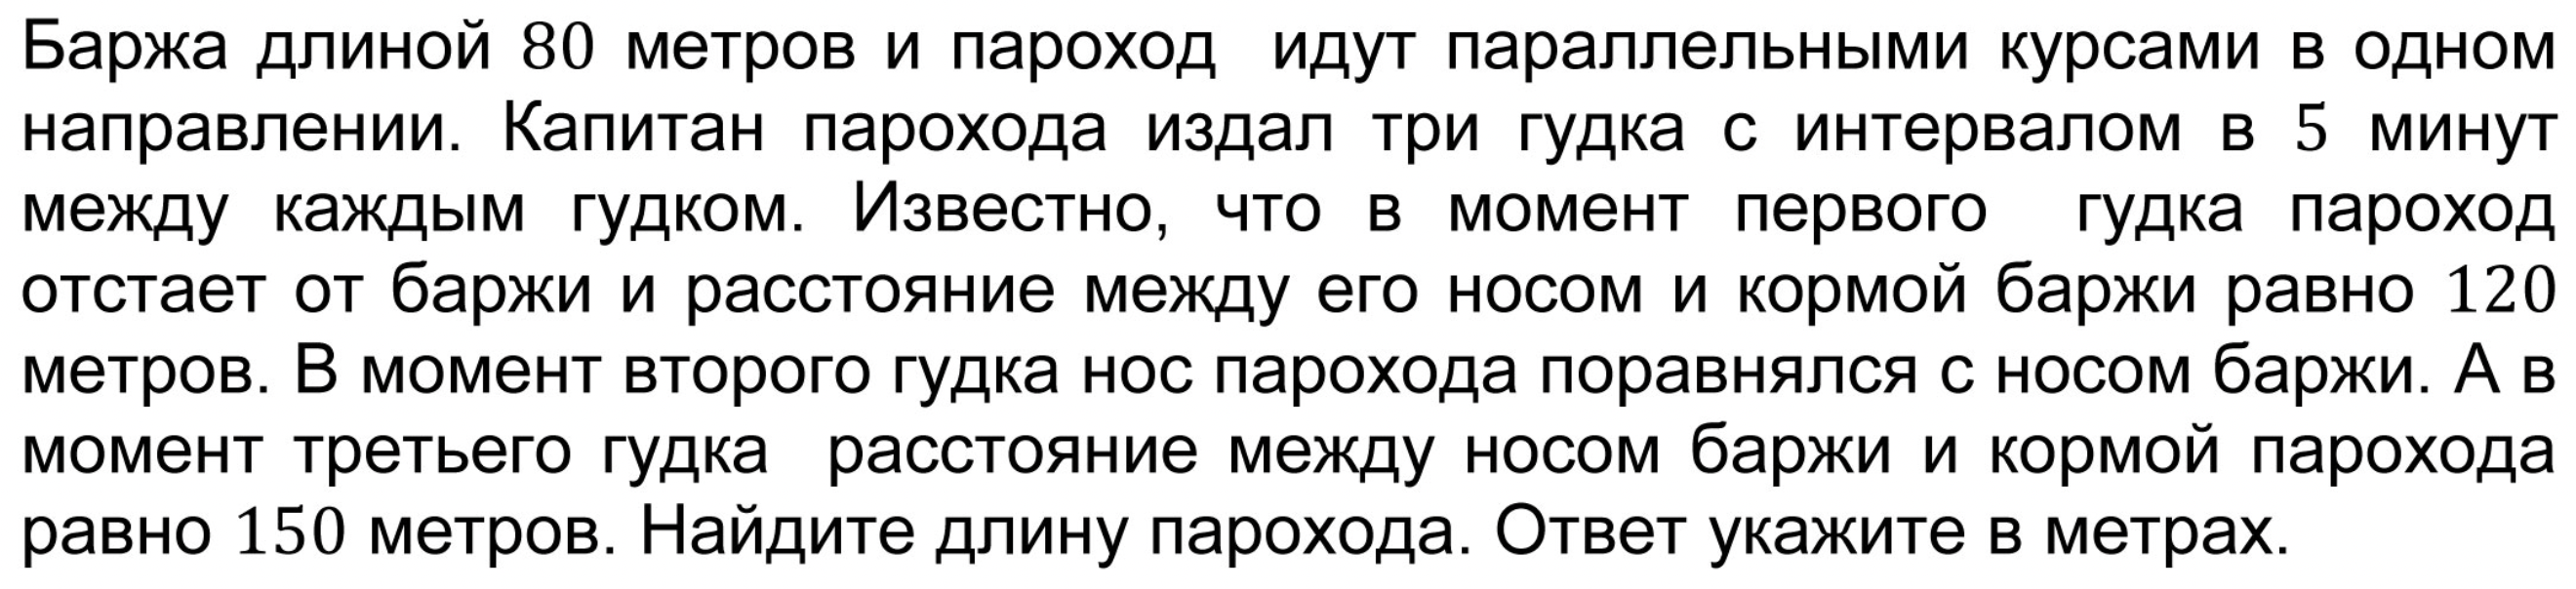 Баржа длиной 80 метров и пароход идут параллельными курсами в одном
направлении. Капитан парохода издал три гудка с интервалом в 5 минут
между каждым гудком. Известно, что в момент первого гудка пароход
отстает от баржи и расстояние между его носом и кормой баржи равно 120
метров. В момент второго гудка нос парохода поравнялся с носом баржи. А в
момент третьего гудка расстояние между носом баржи и кормой парохода
равно 150 метров. Найдите длину парохода. Ответ укажите в метрах.